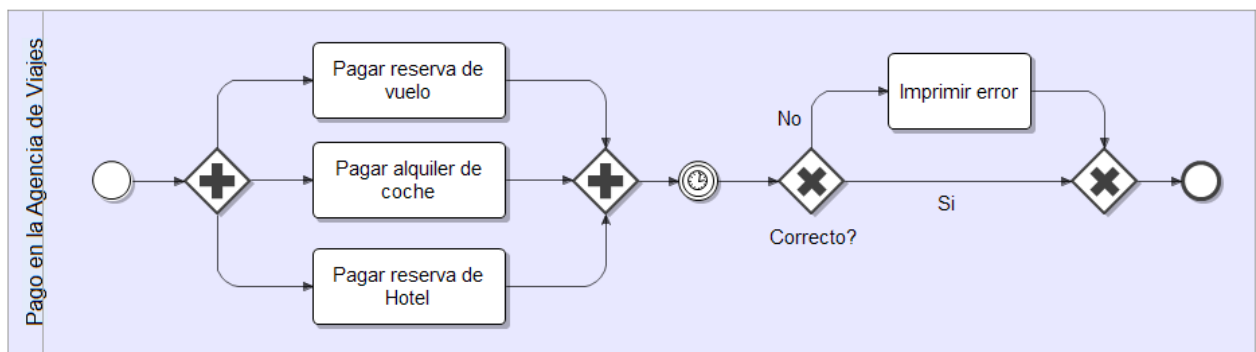 Pago en la Agencia de Viajes
Pagar reserva de
vuelo
Pagar alquiler de
coche
Pagar reserva de
Hotel
No
Correcto?
Imprimir error
Si